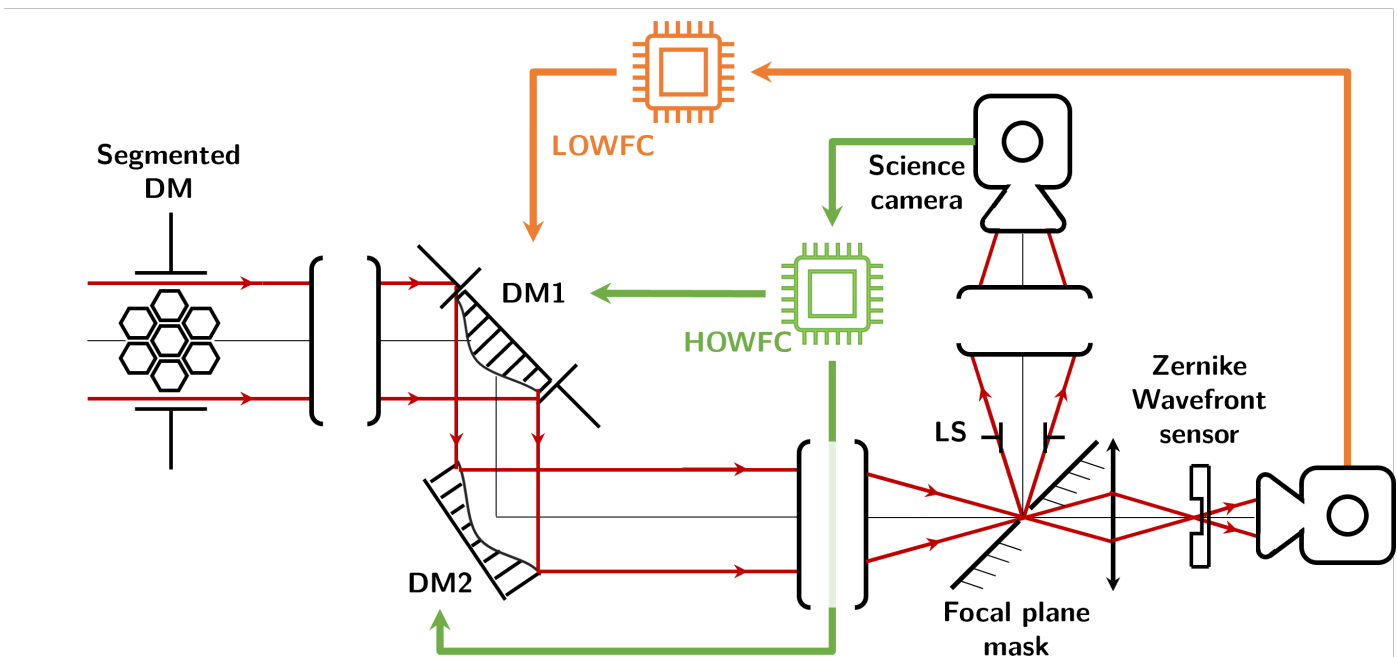 LOWFC
Segmented
DM
Science
camera
DM1
HOWFC
Zernike
Wavefront
sensor
LS
DM2
Focal plane
mask